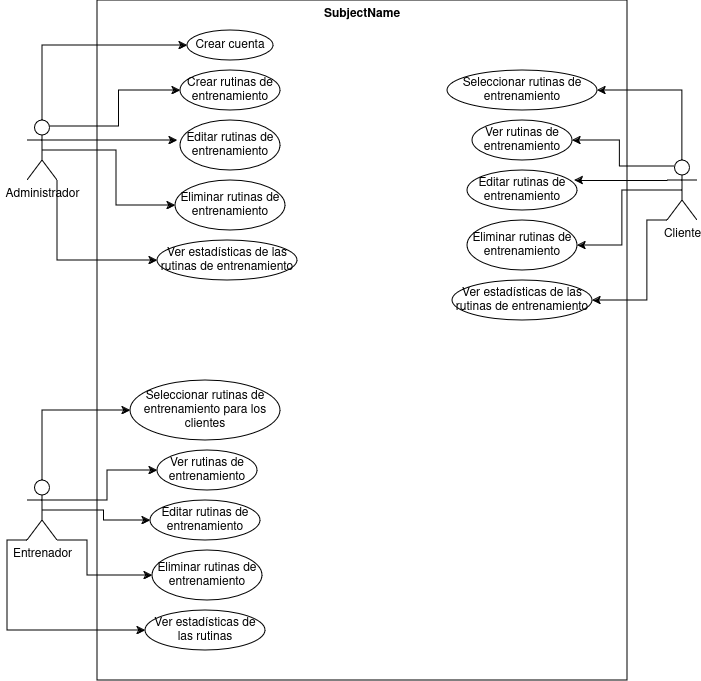 SubjectName
Crear cuenta
Crear rutinas de
entrenamiento
Editar rutinas de
entrenamiento
Eliminar rutinas de
entrenamiento
Ver estadísticas de las
rutinas de entrenamiento
Administrador
Seleccionar rutinas de
entrenamiento
Ver rutinas de
entrenamiento
Editar rutinas de
entrenamiento
Eliminar rutinas de
entrenamiento
Ver estadísticas de las
rutinas de entrenamiento
Cliente
Seleccionar rutinas de
entrenamiento para los
clientes
Ver rutinas de
entrenamiento
Editar rutinas de
entrenamiento
Eliminar rutinas de
entrenamiento
Ver estadísticas de
las rutinas
Entrenador